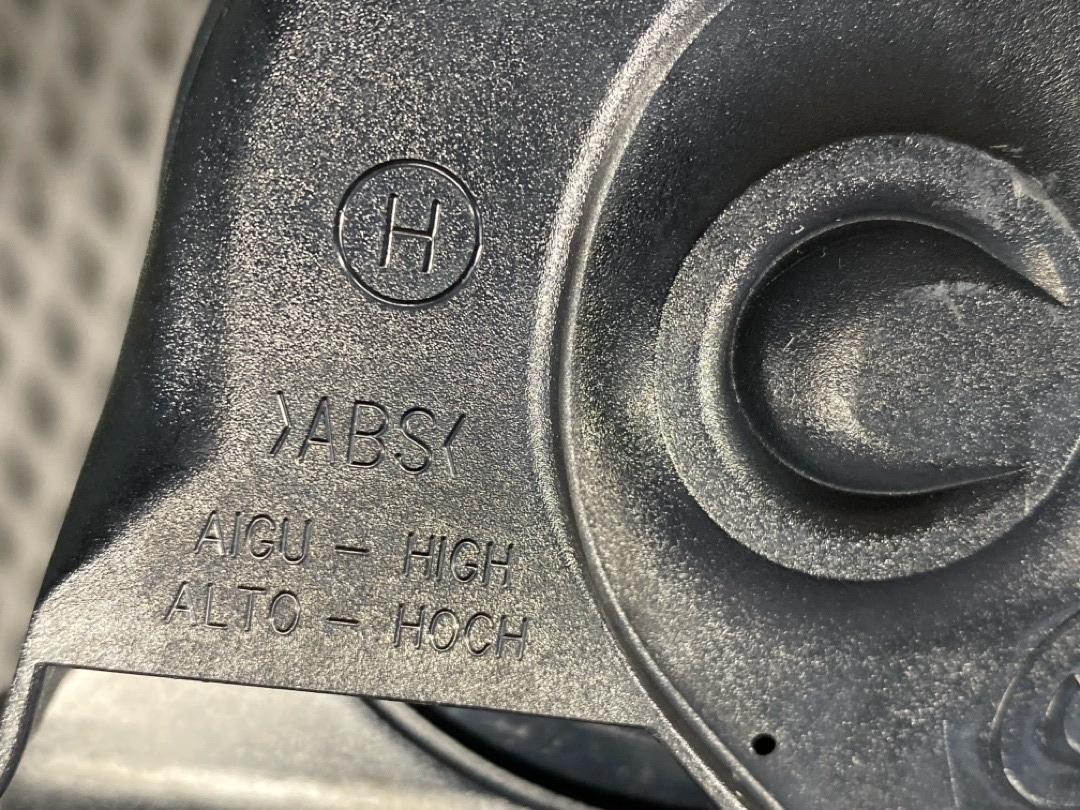 H
>ABS<
AIGU - HIGH
ALTO - HOCH